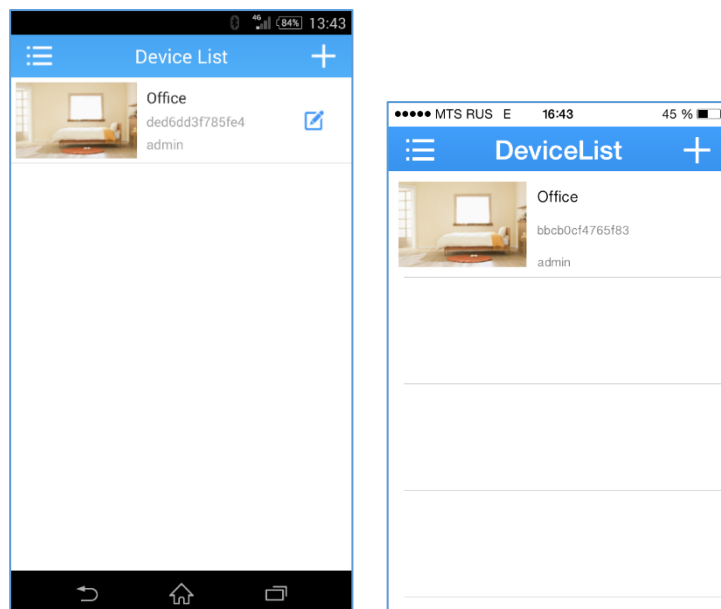 4G 84% 13:43
Device List
Office
ded6dd3f785fe4
admin
MTS RUS E 16:43 45 %
DeviceList
Office
bbcb0cf4765f83
admin